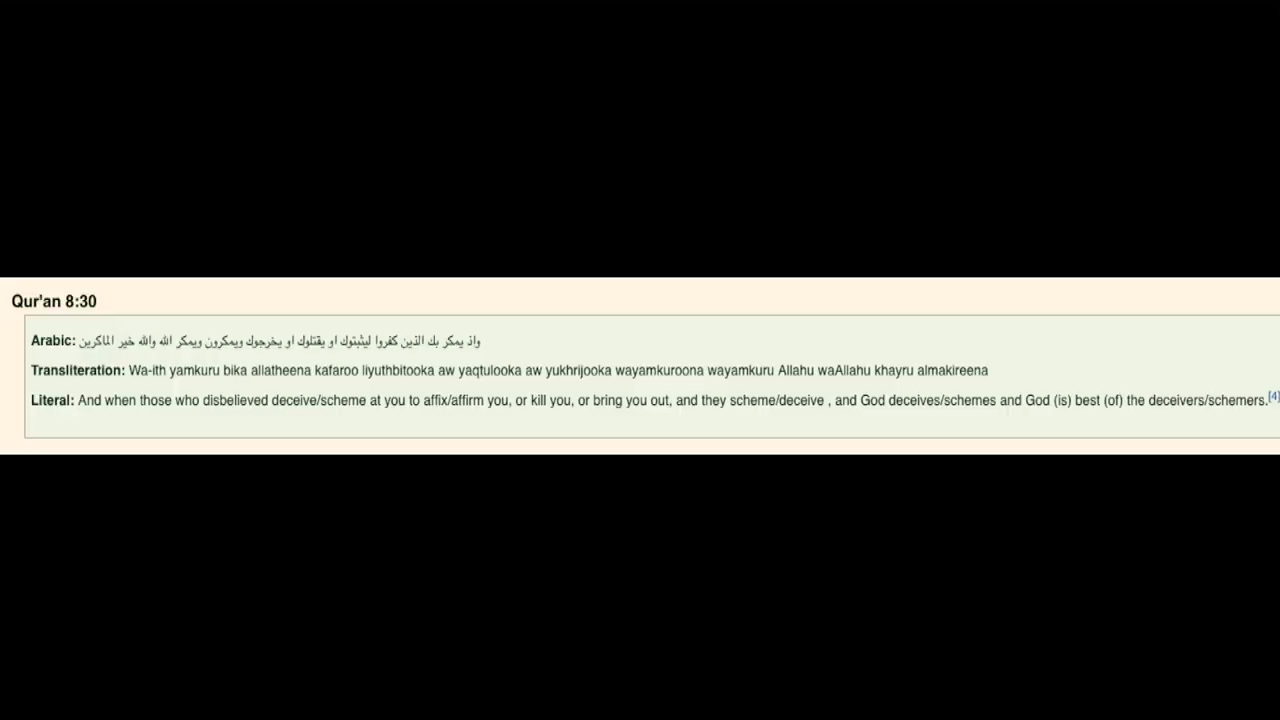 Qur'an 8:30
Arabic: واذ يمكر بك الذين كفروا ليثبتوك او يقتلوك او يخرجوك ويمكرون ويمكر الله والله خير الماكرين
Transliteration: Wa-ith yamkuru bika allatheena kafaroo liyuthbitooka aw yaqtulooka aw yukhrijooka wayamkuroona wayamkuru Allahu waAllahu khayru almakireena
Literal: And when those who disbelieved deceive/scheme at you to affix/affirm you, or kill you, or bring you out, and they scheme/deceive , and God deceives/schemes and God (is) best (of) the deceivers/schemers.[4]